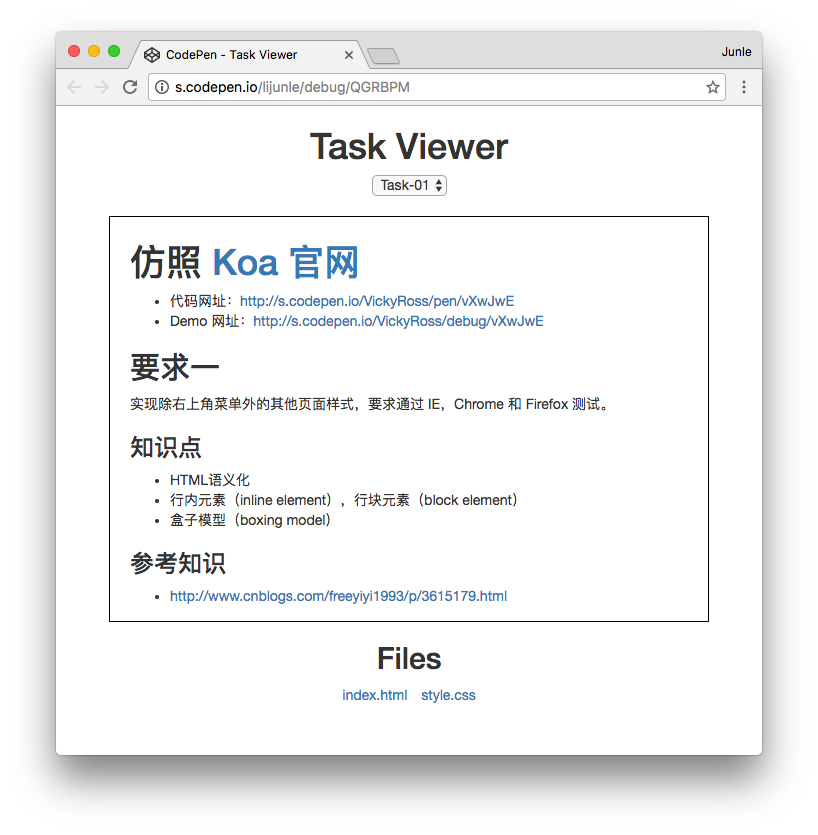 CodePen - Task Viewer
Junle
s.codepen.io/lijunle/debug/QGRBPM
Task Viewer
Task-01
仿照 Koa 官网
代码网址：http://s.codepen.io/VickyRoss/pen/vXwJwE
Demo 网址：http://s.codepen.io/VickyRoss/debug/vXwJwE
要求一
实现除右上角菜单外的其他页面样式，要求通过 IE，Chrome 和 Firefox 测试。
知识点
HTML语义化
行内元素（inline element），行块元素（block element）
盒子模型（boxing model）
参考知识
http://www.cnblogs.com/freeyiyi1993/p/3615179.html
Files
index.html style.css